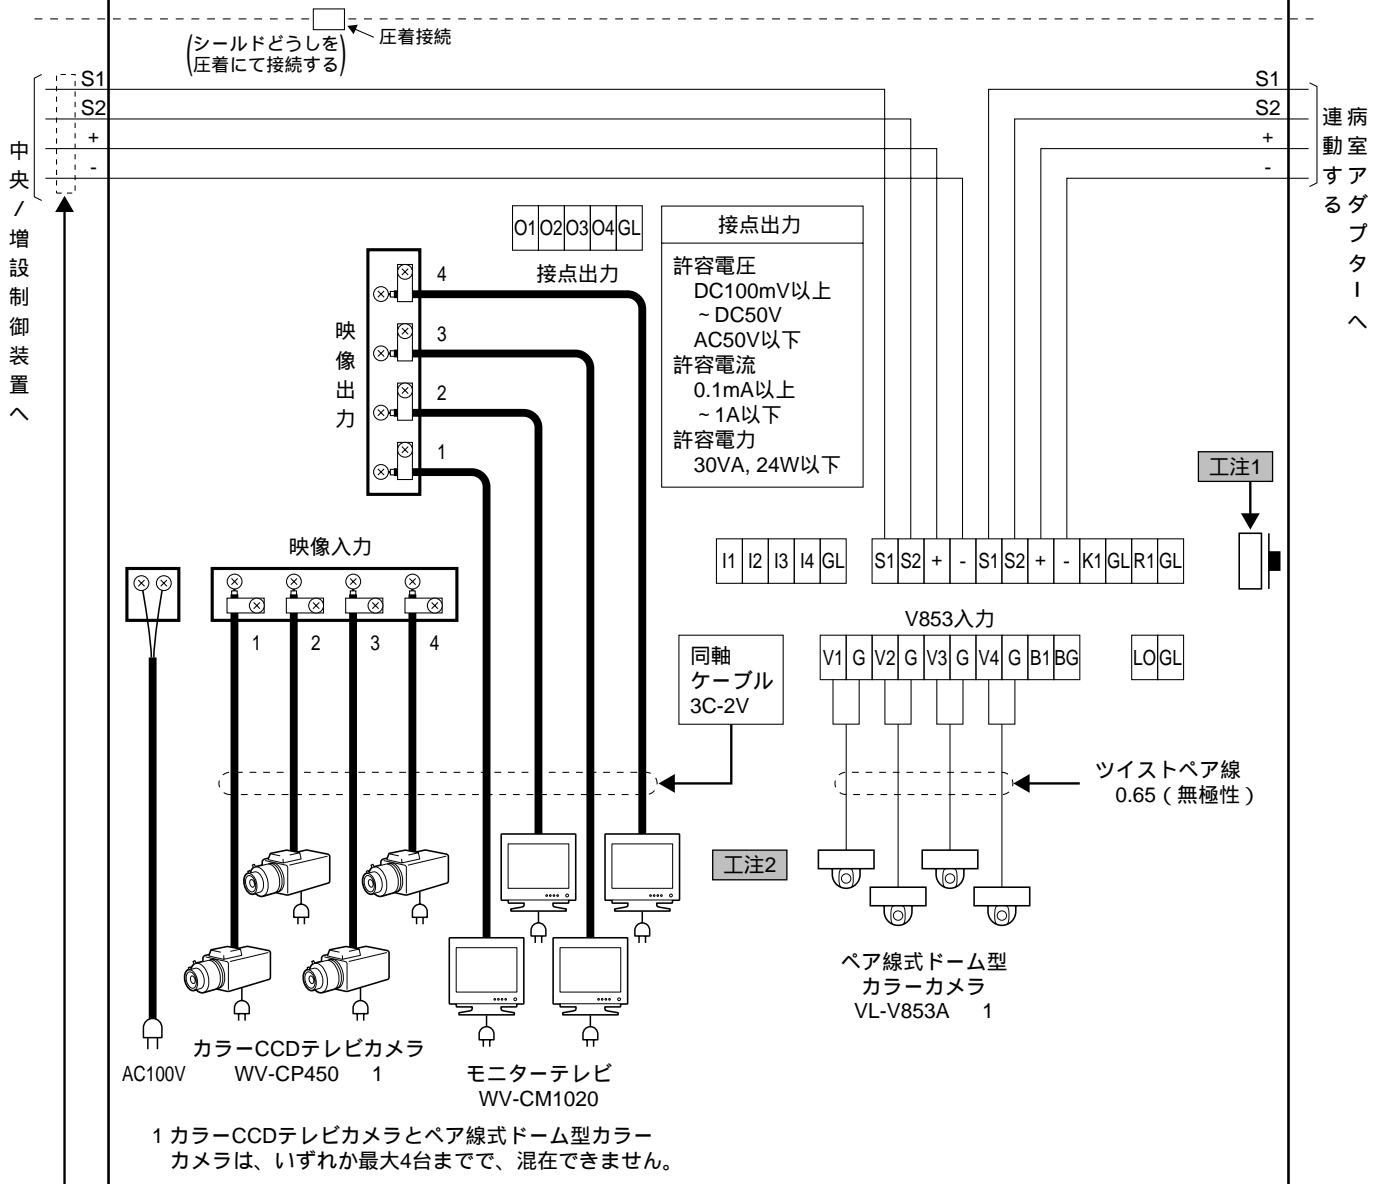 圧着接続
(シールドどうしを
圧着にて接続する)
S1
S2
+
-
中央/増設制御装置へ
S1
S2
+
-
連動する
病室アダプターへ
O1 O2 O3 O4 GL
接点出力
接点出力
許容電圧
DC100mV以上
~DC50V
AC50V以下
許容電流
0.1mA以上
~1A以下
許容電力
30VA, 24W以下
映像出力
4
3
2
1
工注1
映像入力
1 2 3 4
I1 I2 I3 I4 GL
S1 S2 + - S1 S2 + - K1 GL R1 GL
V853入力
V1 G V2 G V3 G V4 G B1 BG
LO GL
同軸
ケーブル
3C-2V
ツイストペア線
0.65(無極性)
工注2
AC100V
カラーCCDテレビカメラ
WV-CP450 1
モニターテレビ
WV-CM1020
ペア線式ドーム型
カラーカメラ
VL-V853A 1
1 カラーCCDテレビカメラとペア線式ドーム型カラー
カメラは、いずれか最大4台までで、混在できません。